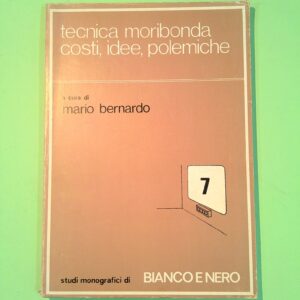 tecnica moribonda
costi, idee, polemiche
a cura di
mario bernardo
7
studi monografici di BIANCO E NERO